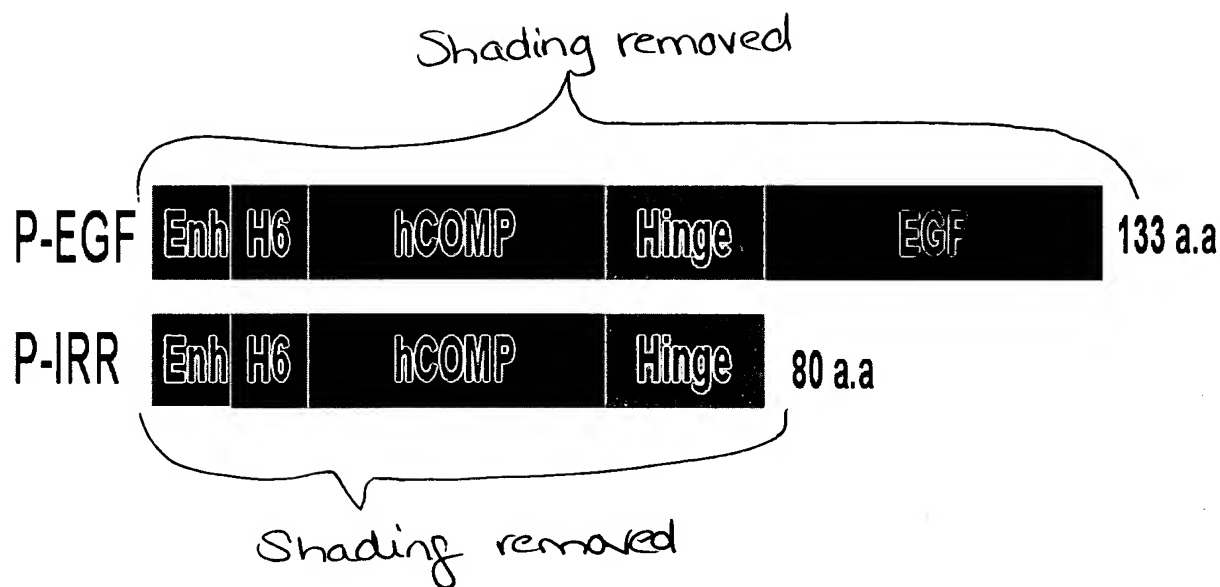 Shading removed
P-EGF Enh H6 hCOMP Hinge EGF 133 a.a
P-IRR Enh H6 hCOMP Hinge 80 a.a
Shading removed